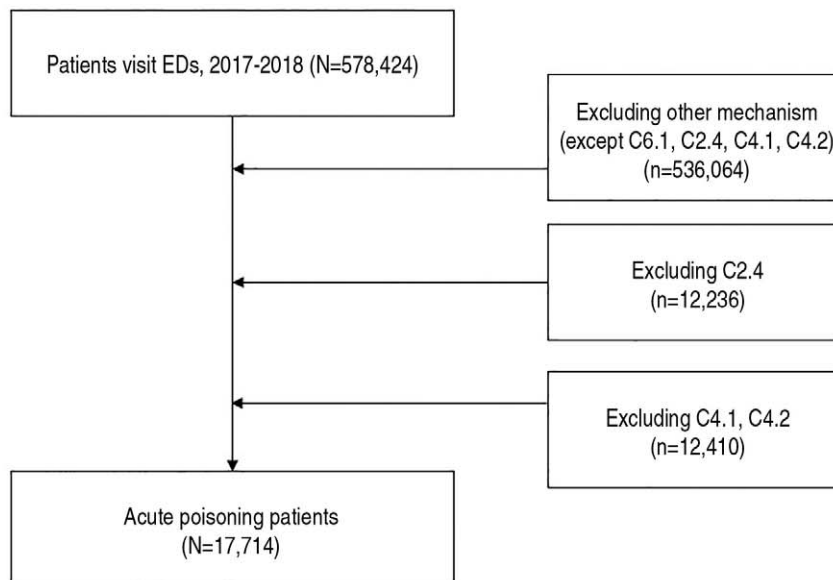 Patients visit EDs, 2017-2018 (N=578,424)
Excluding other mechanism
(except C6.1, C2.4, C4.1, C4.2)
(n=536,064)
Excluding C2.4
(n=12,236)
Excluding C4.1, C4.2
(n=12,410)
Acute poisoning patients
(N=17,714)